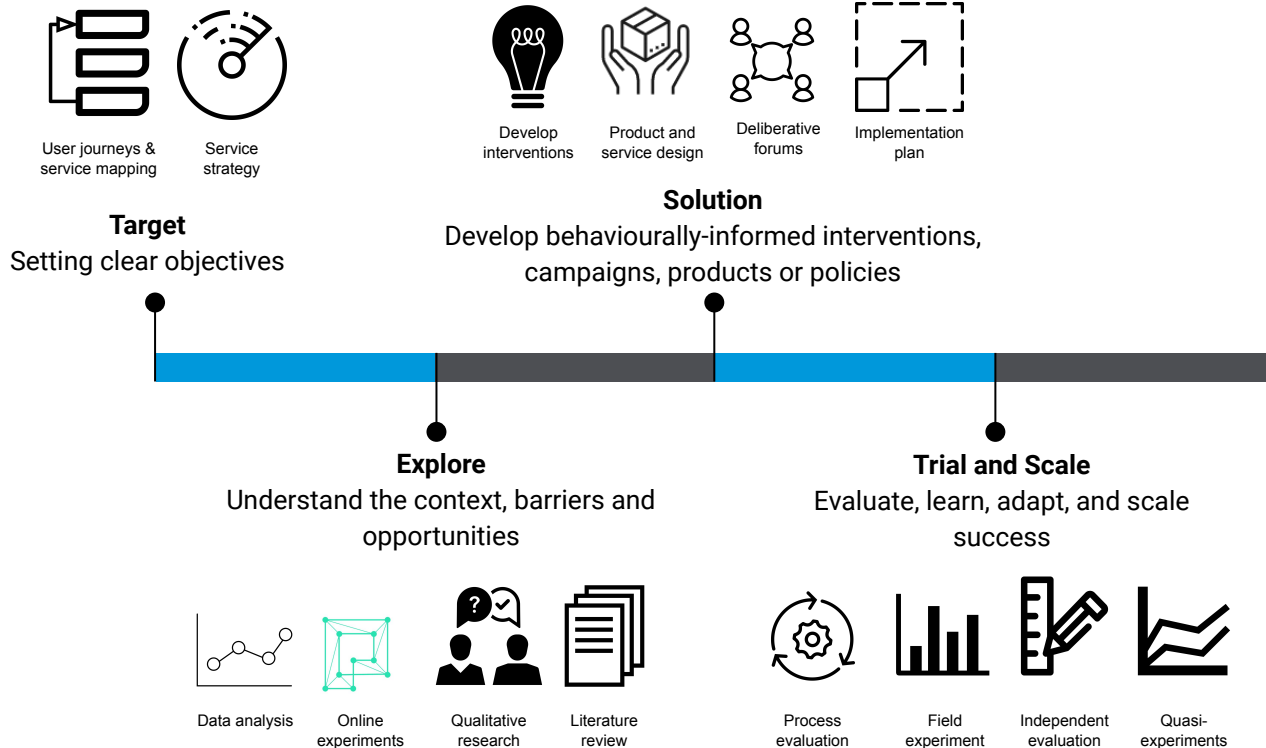 User journeys &
service mapping
Service
strategy
Develop
interventions
Product and
service design
Deliberative
forums
Implementation
plan
Target
Setting clear objectives
Solution
Develop behaviourally-informed interventions,
campaigns, products or policies
Explore
Understand the context, barriers and
opportunities
Trial and Scale
Evaluate, learn, adapt, and scale
success
?
Data analysis
Online
experiments
Qualitative
research
Literature
review
Process
evaluation
Field
experiment
Independent
evaluation
Quasi-
experiments